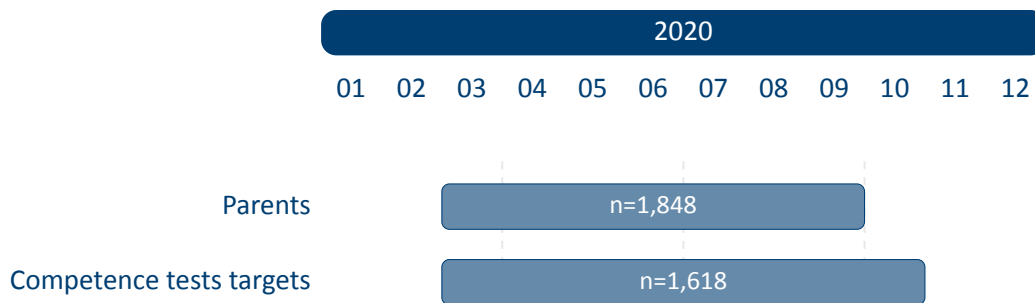 2020
01 02 03 04 05 06 07 08 09 10 11 12
Parents n=1,848
Competence tests targets n=1,618